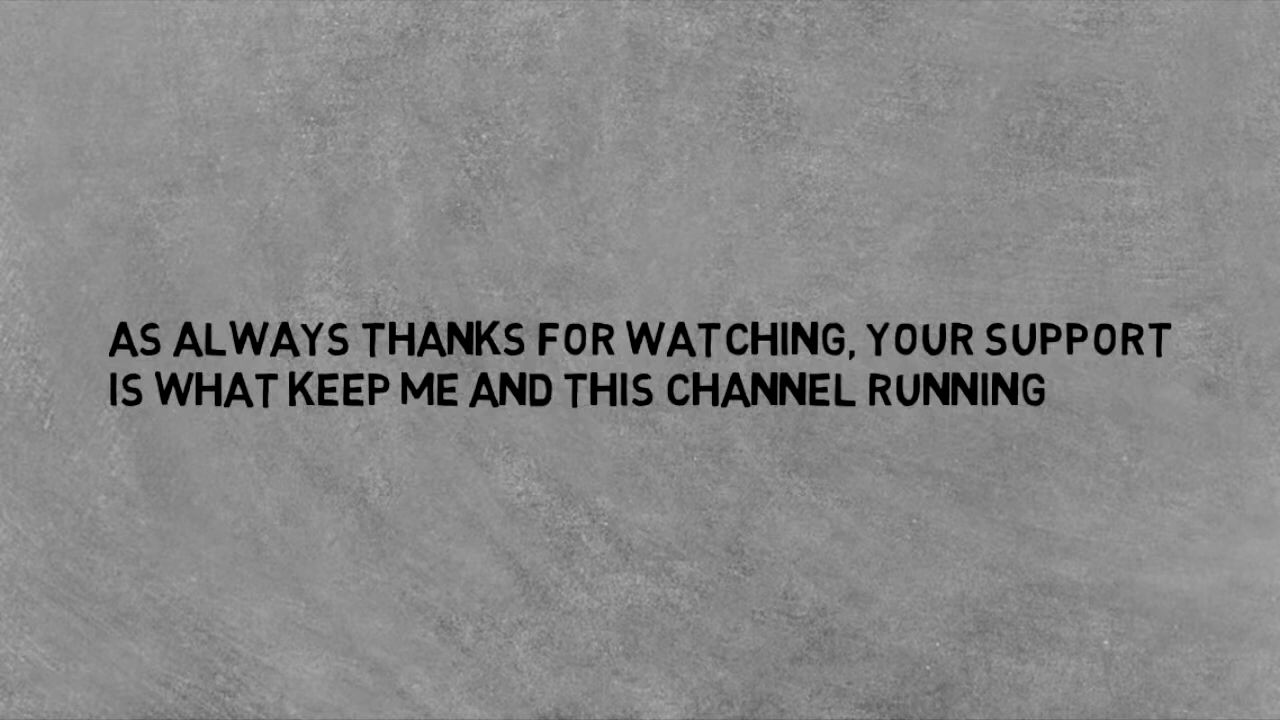 AS ALWAYS THANKS FOR WATCHING, YOUR SUPPORT
IS WHAT KEEP ME AND THIS CHANNEL RUNNING